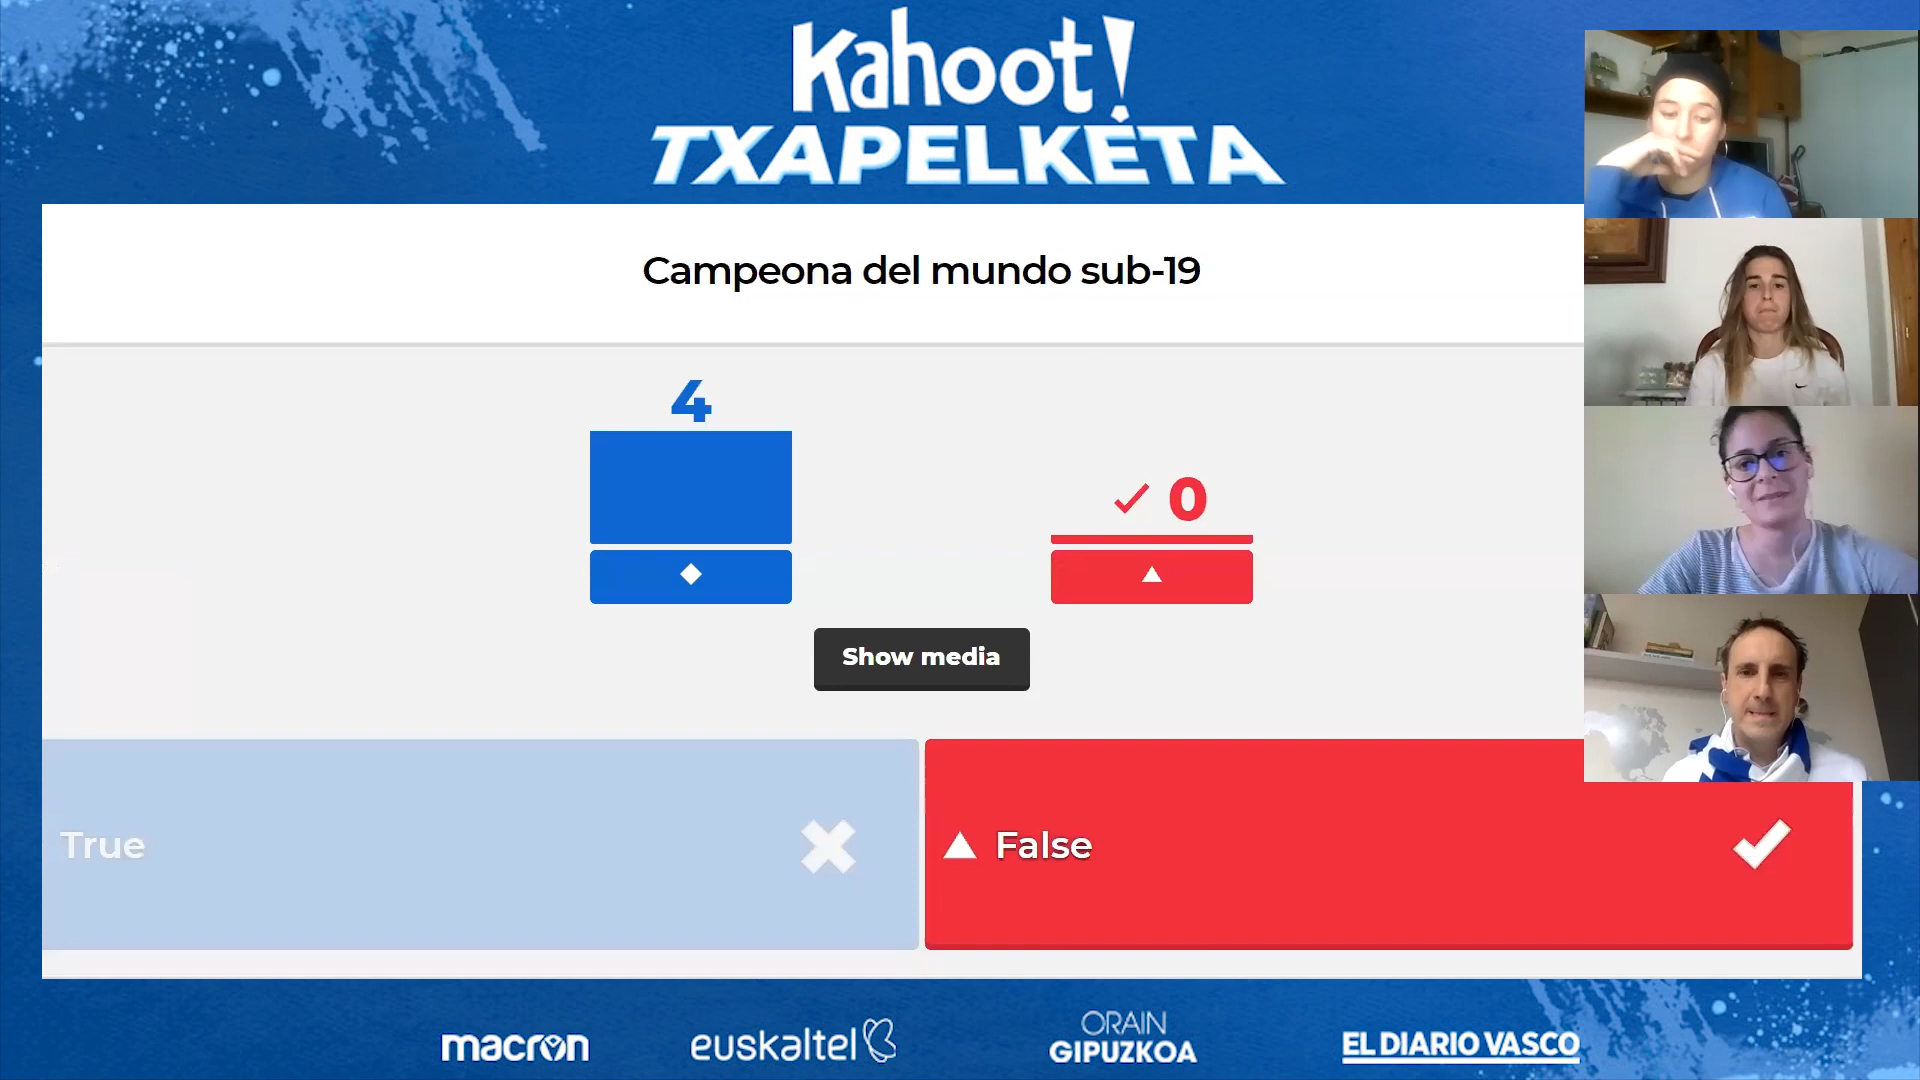 Kahoot!
TXAPELKETA
Campeona del mundo sub-19
4
0
Show media
True
False
macron
euskaltel
ORAIN
GIPUZKOA
EL DIARIO VASCO